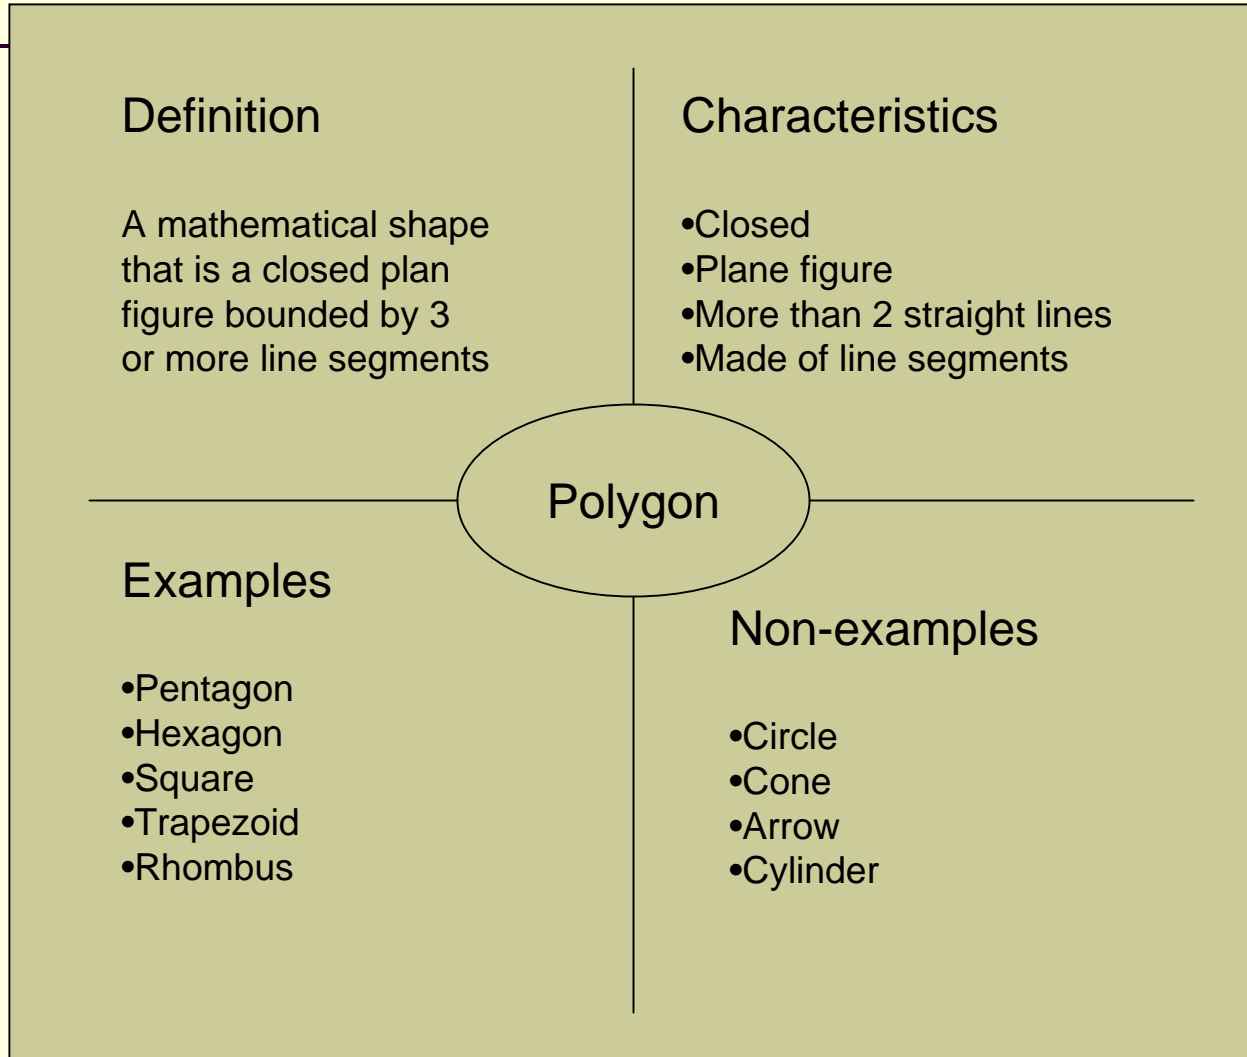 Definition
A mathematical shape
that is a closed plan
figure bounded by 3
or more line segments
Characteristics
•Closed
•Plane figure
•More than 2 straight lines
•Made of line segments
Polygon
Examples
•Pentagon
•Hexagon
•Square
•Trapezoid
•Rhombus
Non-examples
•Circle
•Cone
•Arrow
•Cylinder